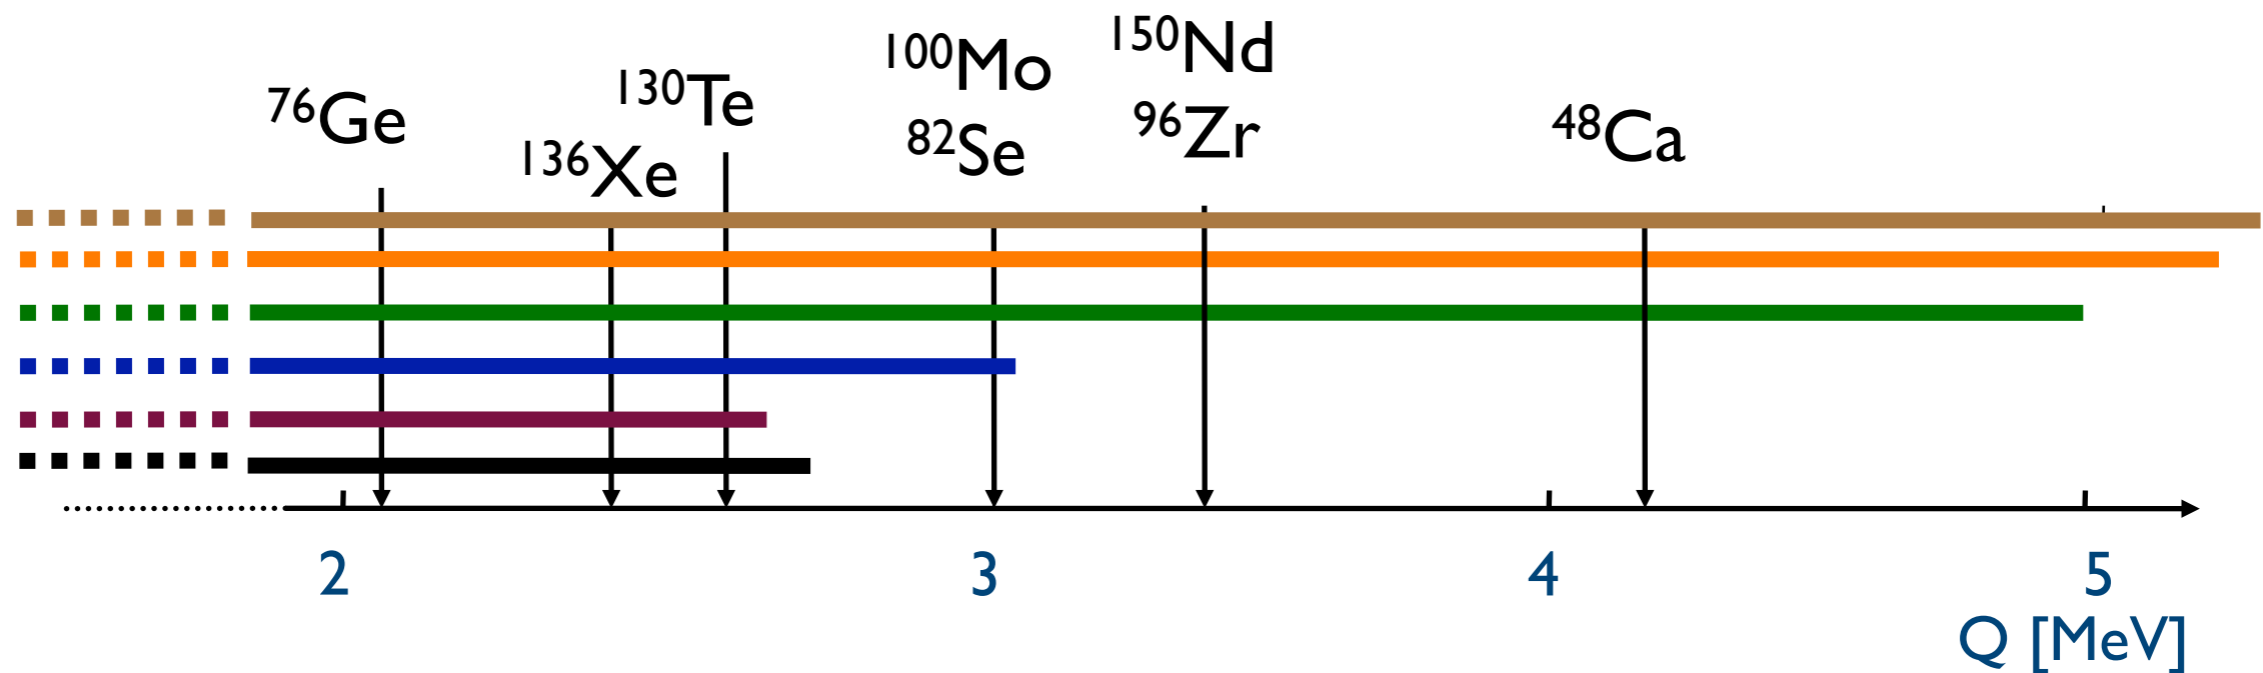 ¹⁵⁰Nd
¹⁰⁰Mo
¹³⁰Te
⁷⁶Ge
⁹⁶Zr
⁴⁸Ca
⁸²Se
¹³⁶Xe
2 3 4 5
Q [MeV]